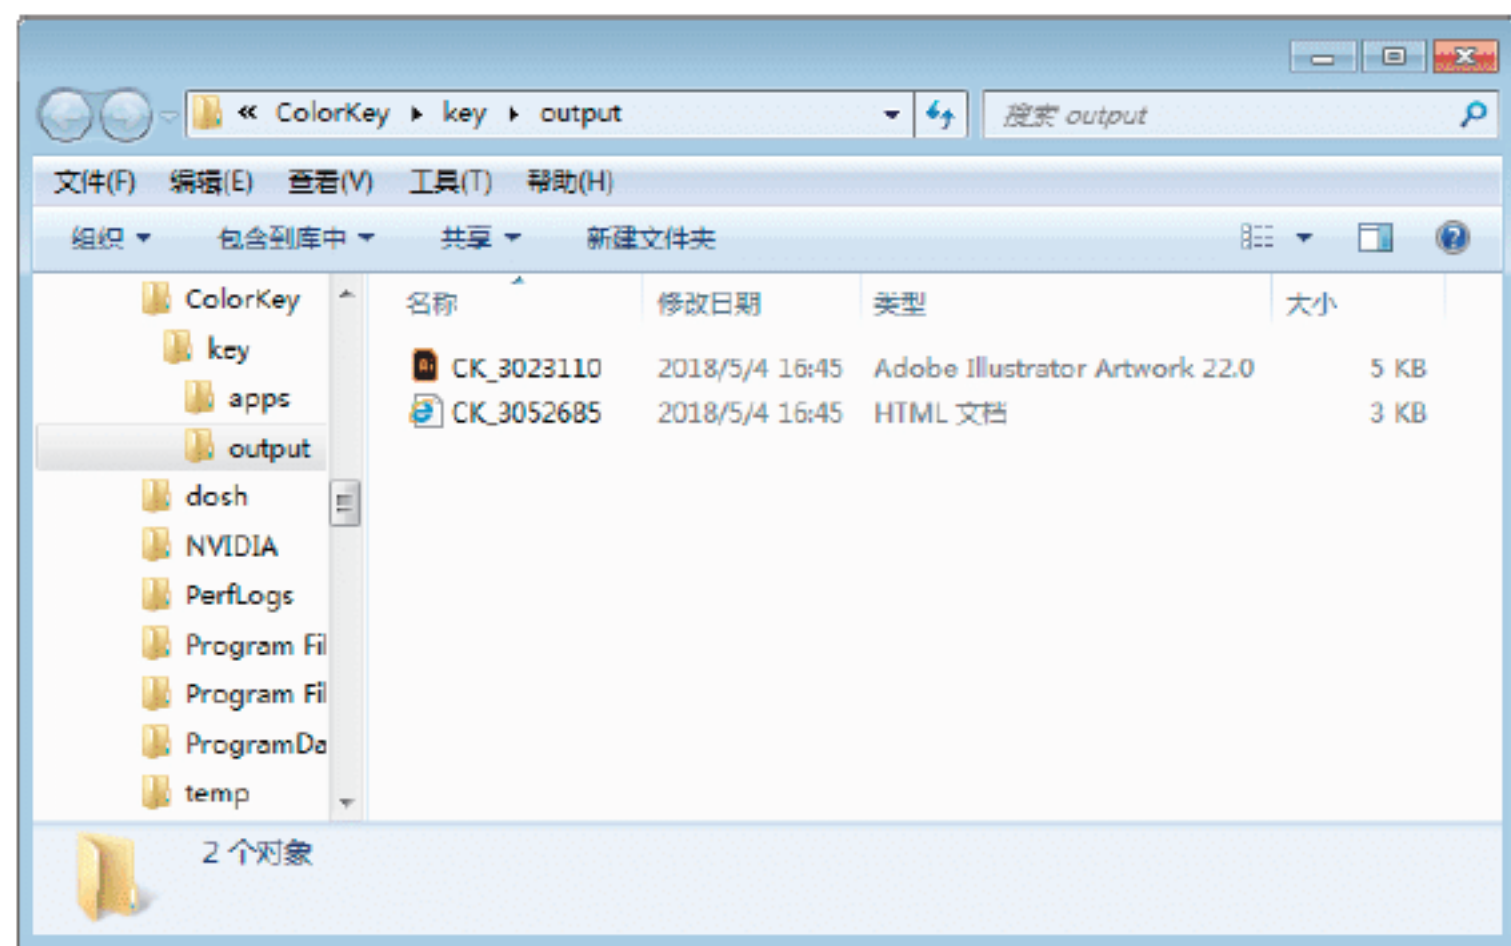 « ColorKey ▸ key ▸ output 搜索 output
文件(F) 编辑(E) 查看(V) 工具(T) 帮助(H)
组织 包含到库中 共享 新建文件夹
ColorKey
key
apps
output
dosh
NVIDIA
PerfLogs
Program Fil
Program Fil
ProgramDa
temp
名称 修改日期 类型 大小
CK_3023110 2018/5/4 16:45 Adobe Illustrator Artwork 22.0 5 KB
CK_3052685 2018/5/4 16:45 HTML 文档 3 KB
2 个对象